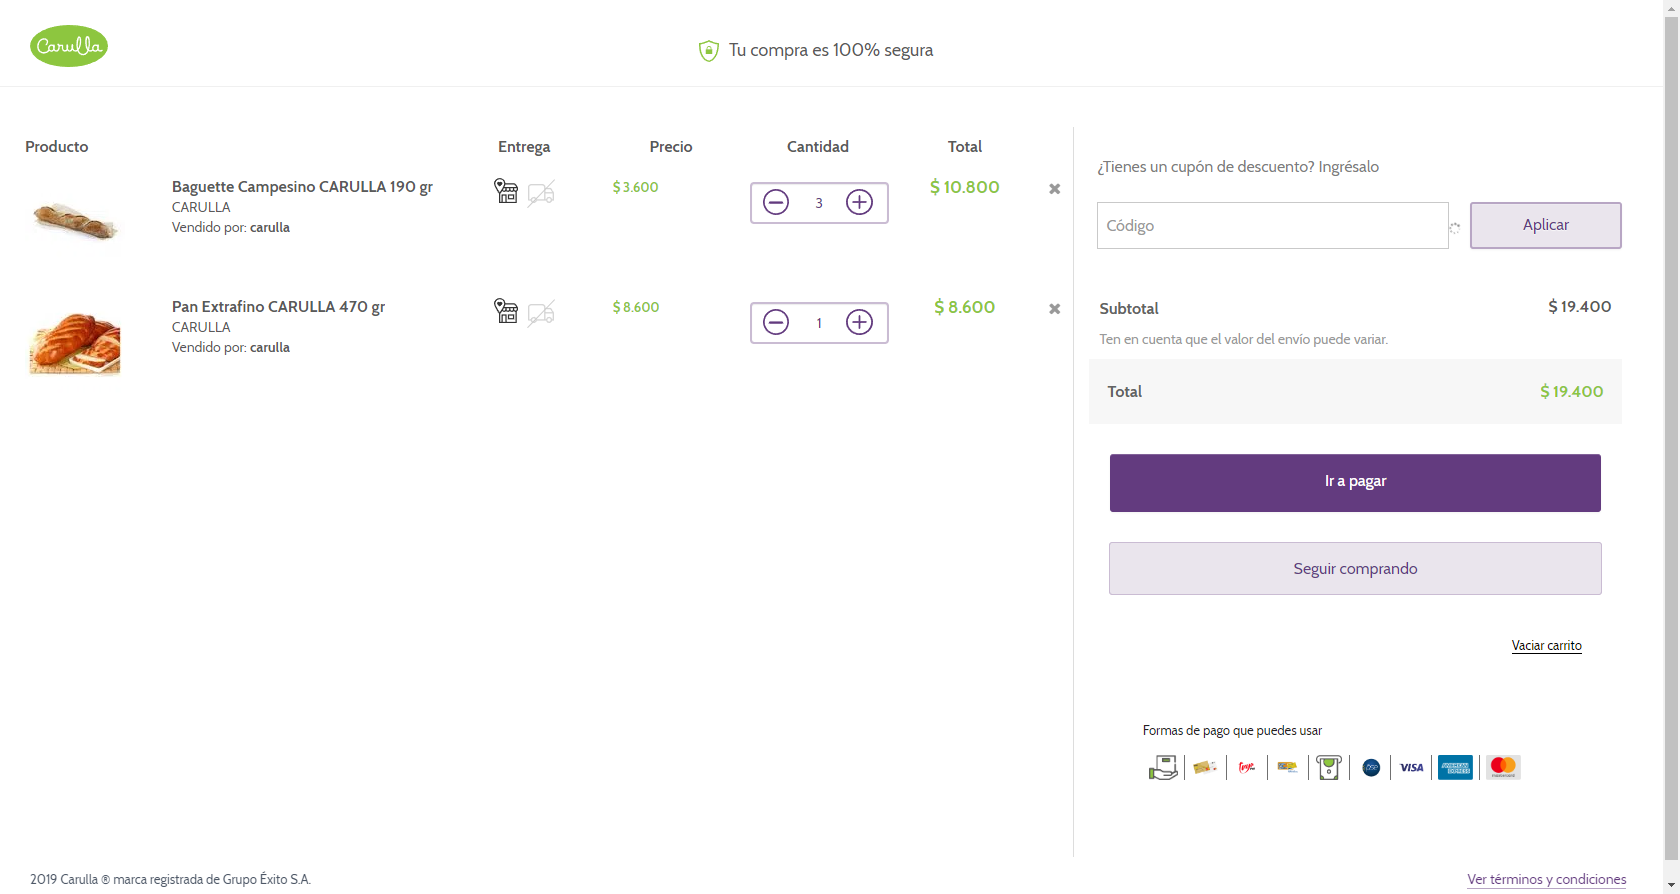 Carulla
Tu compra es 100% segura
Producto
Entrega
Precio
Cantidad
Total
Baguette Campesino CARULLA 190 gr
CARULLA
Vendido por: carulla
$ 3.600
3
$ 10.800
Pan Extrafino CARULLA 470 gr
CARULLA
Vendido por: carulla
$ 8.600
1
$ 8.600
¿Tienes un cupón de descuento? Ingrésalo
Código
Aplicar
Subtotal
$ 19.400
Ten en cuenta que el valor del envío puede variar.
Total
$ 19.400
Ir a pagar
Seguir comprando
Vaciar carrito
Formas de pago que puedes usar
VISA
AMERICAN EXPRESS
mastercard
2019 Carulla ® marca registrada de Grupo Éxito S.A.
Ver términos y condiciones